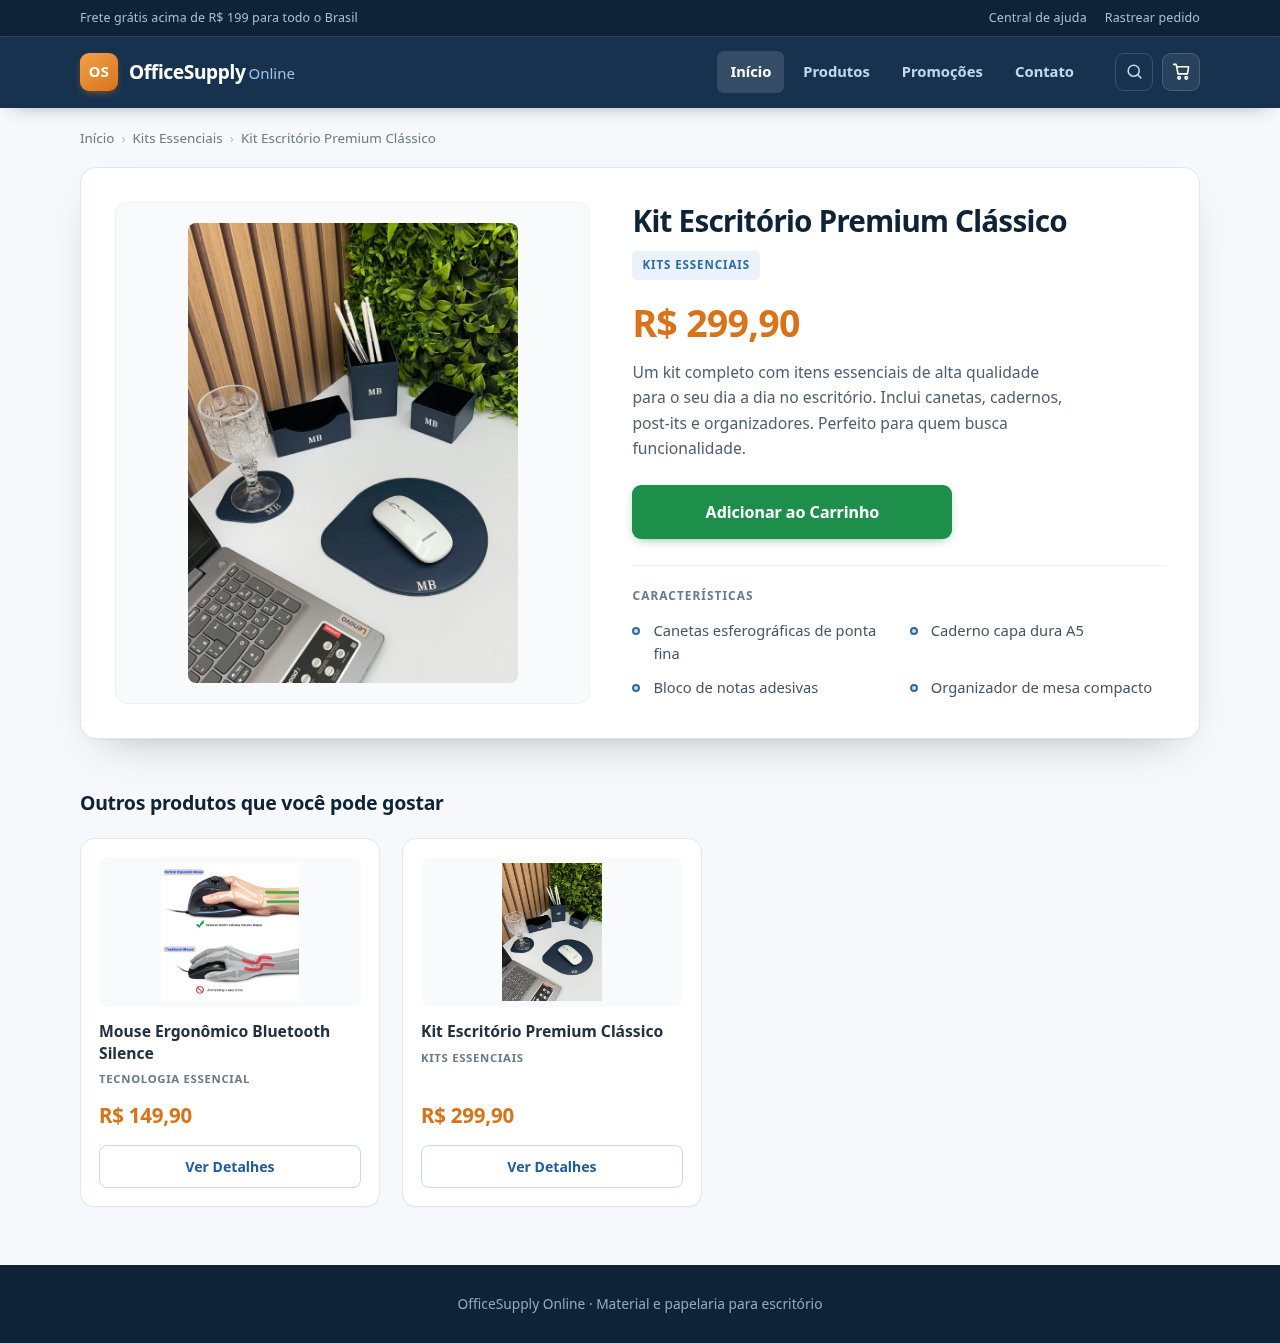 Frete grátis acima de R$ 199 para todo o Brasil
Central de ajuda
Rastrear pedido
OS
OfficeSupply Online
Início
Produtos
Promoções
Contato
Início › Kits Essenciais › Kit Escritório Premium Clássico
MB
MB
MB
MB
MB
Lenovo
Kit Escritório Premium Clássico
KITS ESSENCIAIS
R$ 299,90
Um kit completo com itens essenciais de alta qualidade
para o seu dia a dia no escritório. Inclui canetas, cadernos,
post-its e organizadores. Perfeito para quem busca
funcionalidade.
Adicionar ao Carrinho
CARACTERÍSTICAS
Canetas esferográficas de ponta
fina
Caderno capa dura A5
Bloco de notas adesivas
Organizador de mesa compacto
Outros produtos que você pode gostar
Traditional Mouse
Mouse Ergonômico Bluetooth
Silence
TECNOLOGIA ESSENCIAL
R$ 149,90
Ver Detalhes
Kit Escritório Premium Clássico
KITS ESSENCIAIS
R$ 299,90
Ver Detalhes
OfficeSupply Online · Material e papelaria para escritório